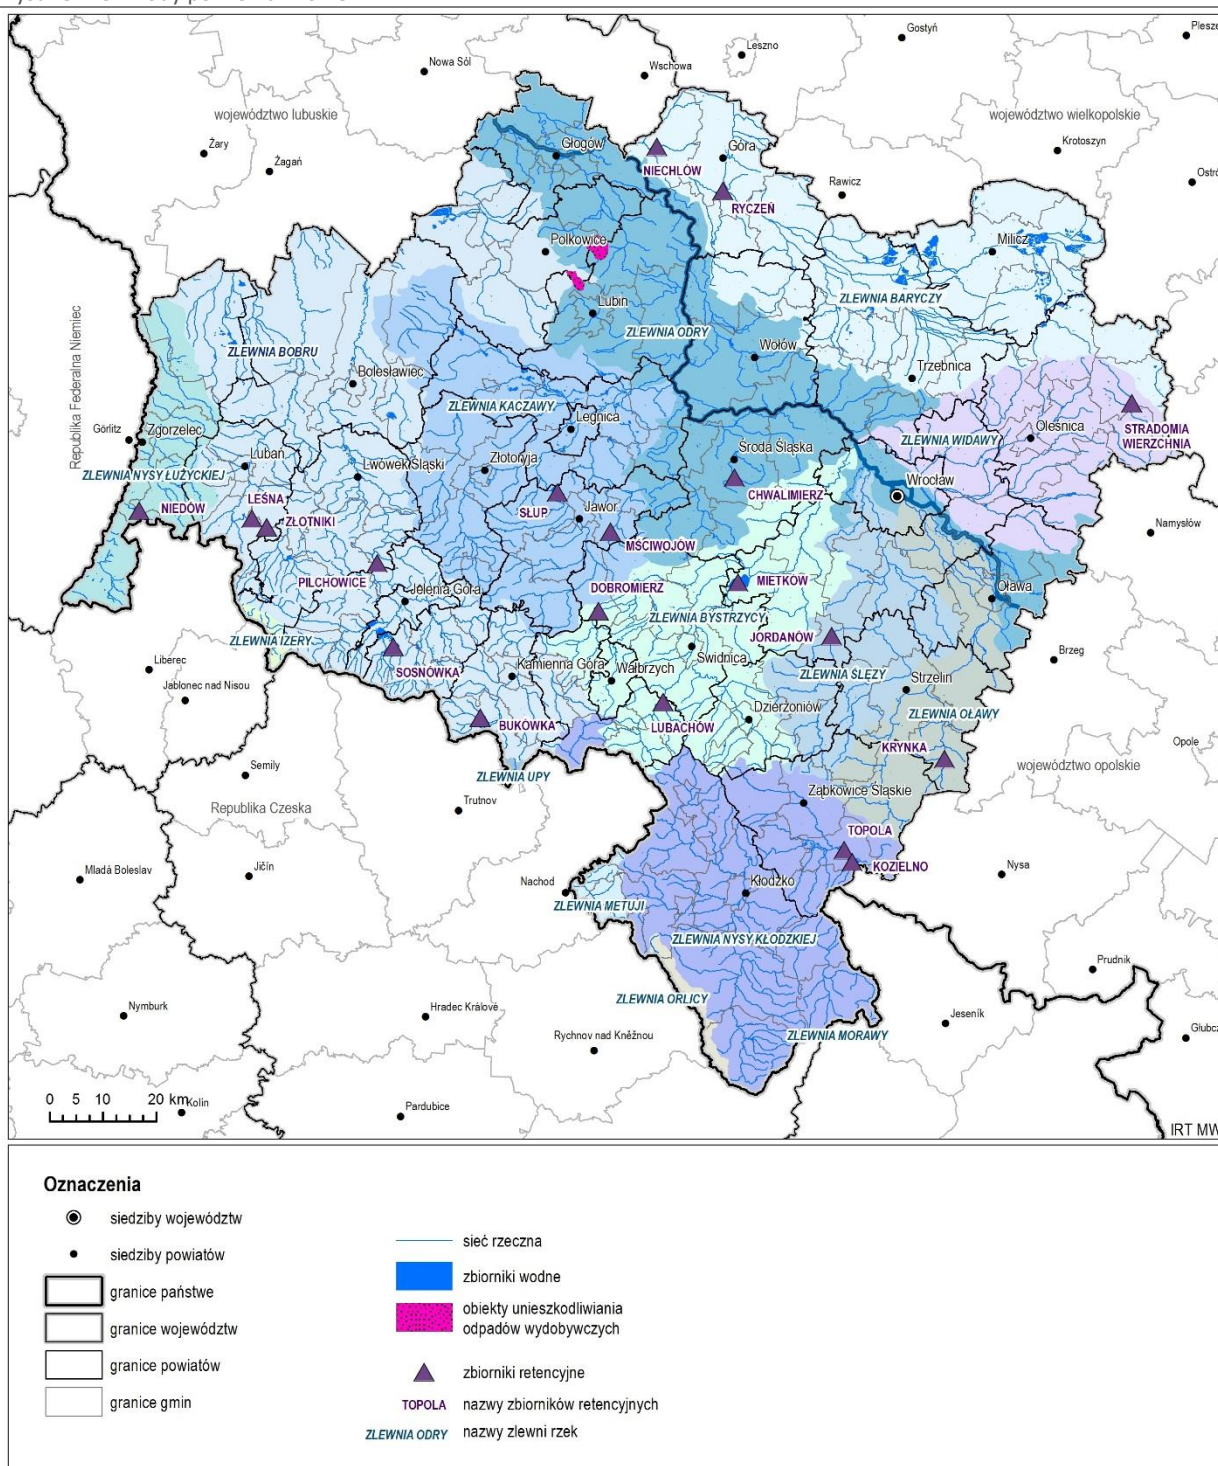 Gostyń
Leszno
Nowa Sól
Wschowa
województwo lubuskie
województwo wielkopolskie
Żary
Żagań
Głogów
NIECHLÓW
Góra
Krotoszyn
Rawicz
RYCZEŃ
Polkowice
Milicz
Lubin
ZLEWNIA BARYCZY
ZLEWNIA ODRY
Republika Federalna Niemiec
ZLEWNIA BOBRU
Wołów
Trzebnica
Bolesławiec
ZLEWNIA KACZAWY
Legnica
STRADOMIA
WIERZCHNIA
Oleśnica
ZLEWNIA WIDAWY
Görlitz
Zgorzelec
Lubań
Lwówek Śląski
Złotoryja
Środa Śląska
ZLEWNIA NYSY ŁUŻYCKIEJ
Wrocław
CHWALIMIERZ
LEŚNA
NIEDÓW
ZŁOTNIKI
SŁUP
Jawor
Namysłów
MŚCIWOJÓW
PILCHOWICE
Jelenia Góra
DOBROMIERZ
MIETKÓW
Oława
ZLEWNIA BYSTRZYCY
ZLEWNIA IZERY
JORDANÓW
Brzeg
Liberec
SOSNÓWKA
Kamienna Góra
Wałbrzych
Świdnica
ZLEWNIA ŚLĘZY
Strzelin
Jablonec nad Nisou
BUKÓWKA
LUBACHÓW
Dzierżoniów
ZLEWNIA OŁAWY
KRYNKA
Opole
województwo opolskie
Semily
ZLEWNIA UPY
Republika Czeska
Trutnov
Ząbkowice Śląskie
TOPOLA
KOZIELNO
Mladá Boleslav
Jičín
Nachod
Kłodzko
Nysa
ZLEWNIA METUJI
ZLEWNIA NYSY KŁODZKIEJ
Prudnik
ZLEWNIA ORLICY
Nymburk
Hradec Králové
Rychnov nad Kněžnou
ZLEWNIA MORAWY
Jeseník
0 5 10 20 km
Kolín
Pardubice
IRT MW
Oznaczenia
siedziby województw
siedziby powiatów
granice państwe
granice województw
granice powiatów
granice gmin
sieć rzeczna
zbiorniki wodne
obiekty unieszkodliwiania
odpadów wydobywczych
zbiorniki retencyjne
TOPOLA nazwy zbiorników retencyjnych
ZLEWNIA ODRY nazwy zlewni rzek